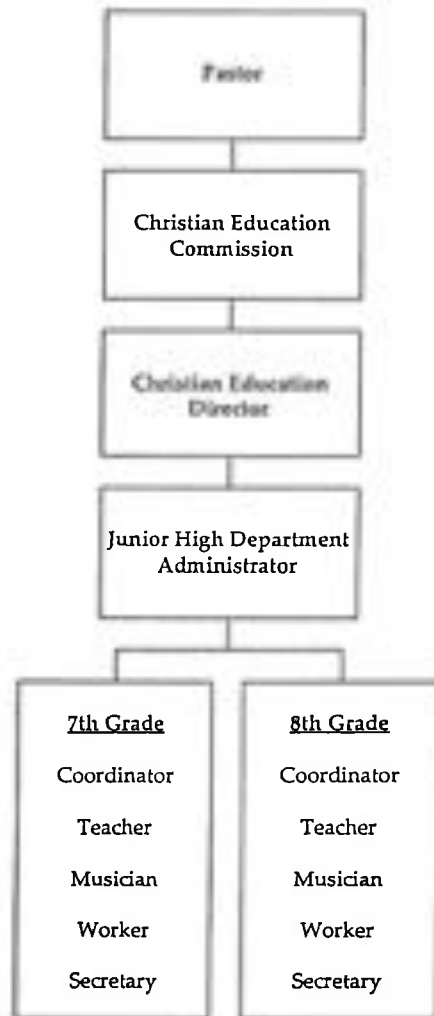 Pastor
Christian Education
Commission
Christian Education
Director
Junior High Department
Administrator
7th Grade
Coordinator
Teacher
Musician
Worker
Secretary
8th Grade
Coordinator
Teacher
Musician
Worker
Secretary